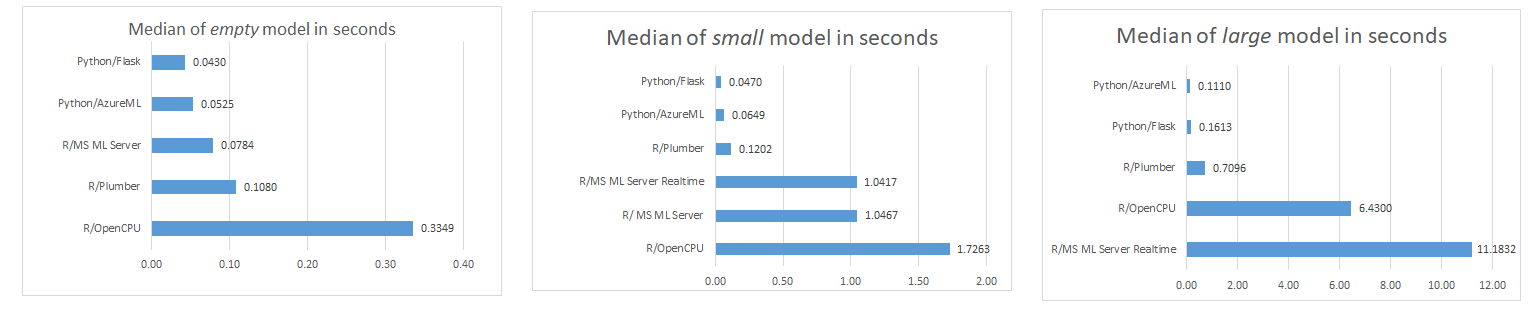 Median of empty model in seconds
Python/Flask 0.0430
Python/AzureML 0.0525
R/MS ML Server 0.0784
R/Plumber 0.1080
R/OpenCPU 0.3349
0.00 0.10 0.20 0.30 0.40
Median of small model in seconds
Python/Flask 0.0470
Python/AzureML 0.0649
R/Plumber 0.1202
R/MS ML Server Realtime 1.0417
R/ MS ML Server 1.0467
R/OpenCPU 1.7263
0.00 0.50 1.00 1.50 2.00
Median of large model in seconds
Python/AzureML 0.1110
Python/Flask 0.1613
R/Plumber 0.7096
R/OpenCPU 6.4300
R/MS ML Server Realtime 11.1832
0.00 2.00 4.00 6.00 8.00 10.00 12.00